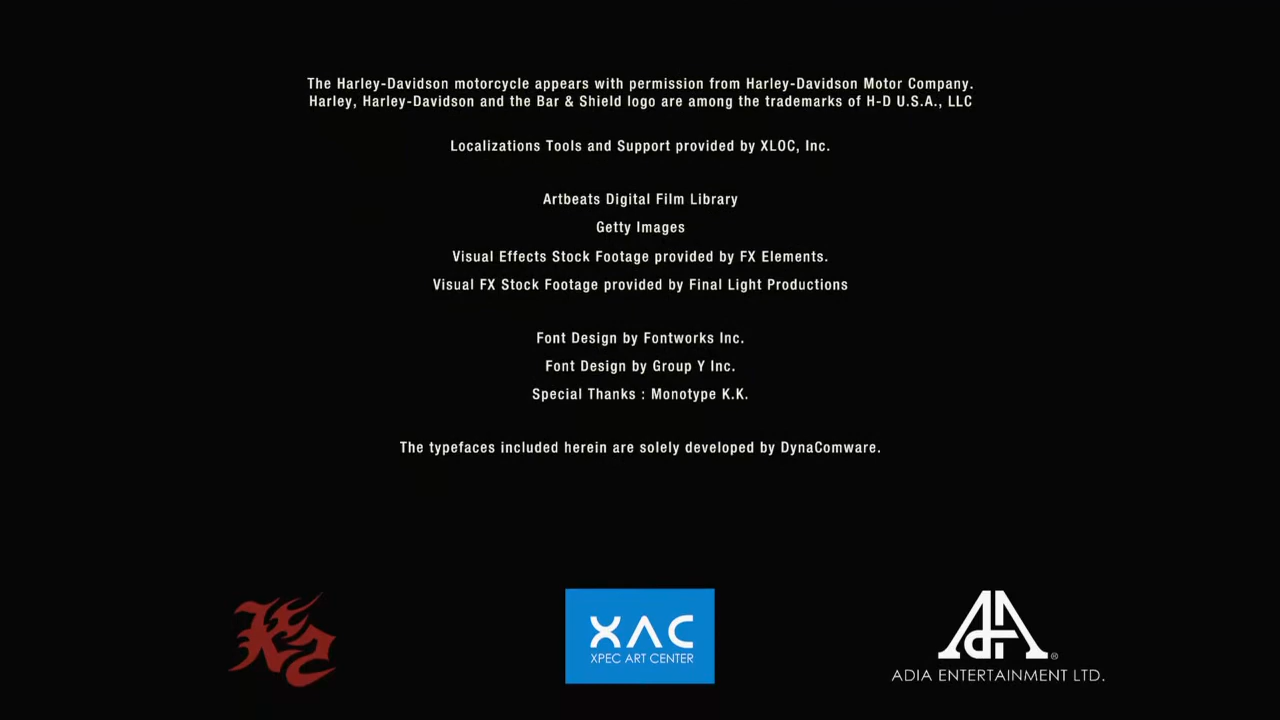 The Harley-Davidson motorcycle appears with permission from Harley-Davidson Motor Company.
Harley, Harley-Davidson and the Bar & Shield logo are among the trademarks of H-D U.S.A., LLC
Localizations Tools and Support provided by XLOC, Inc.
Artbeats Digital Film Library
Getty Images
Visual Effects Stock Footage provided by FX Elements.
Visual FX Stock Footage provided by Final Light Productions
Font Design by Fontworks Inc.
Font Design by Group Y Inc.
Special Thanks : Monotype K.K.
The typefaces included herein are solely developed by DynaComware.
K2
XAC
XPEC ART CENTER
®
ADIA ENTERTAINMENT LTD.